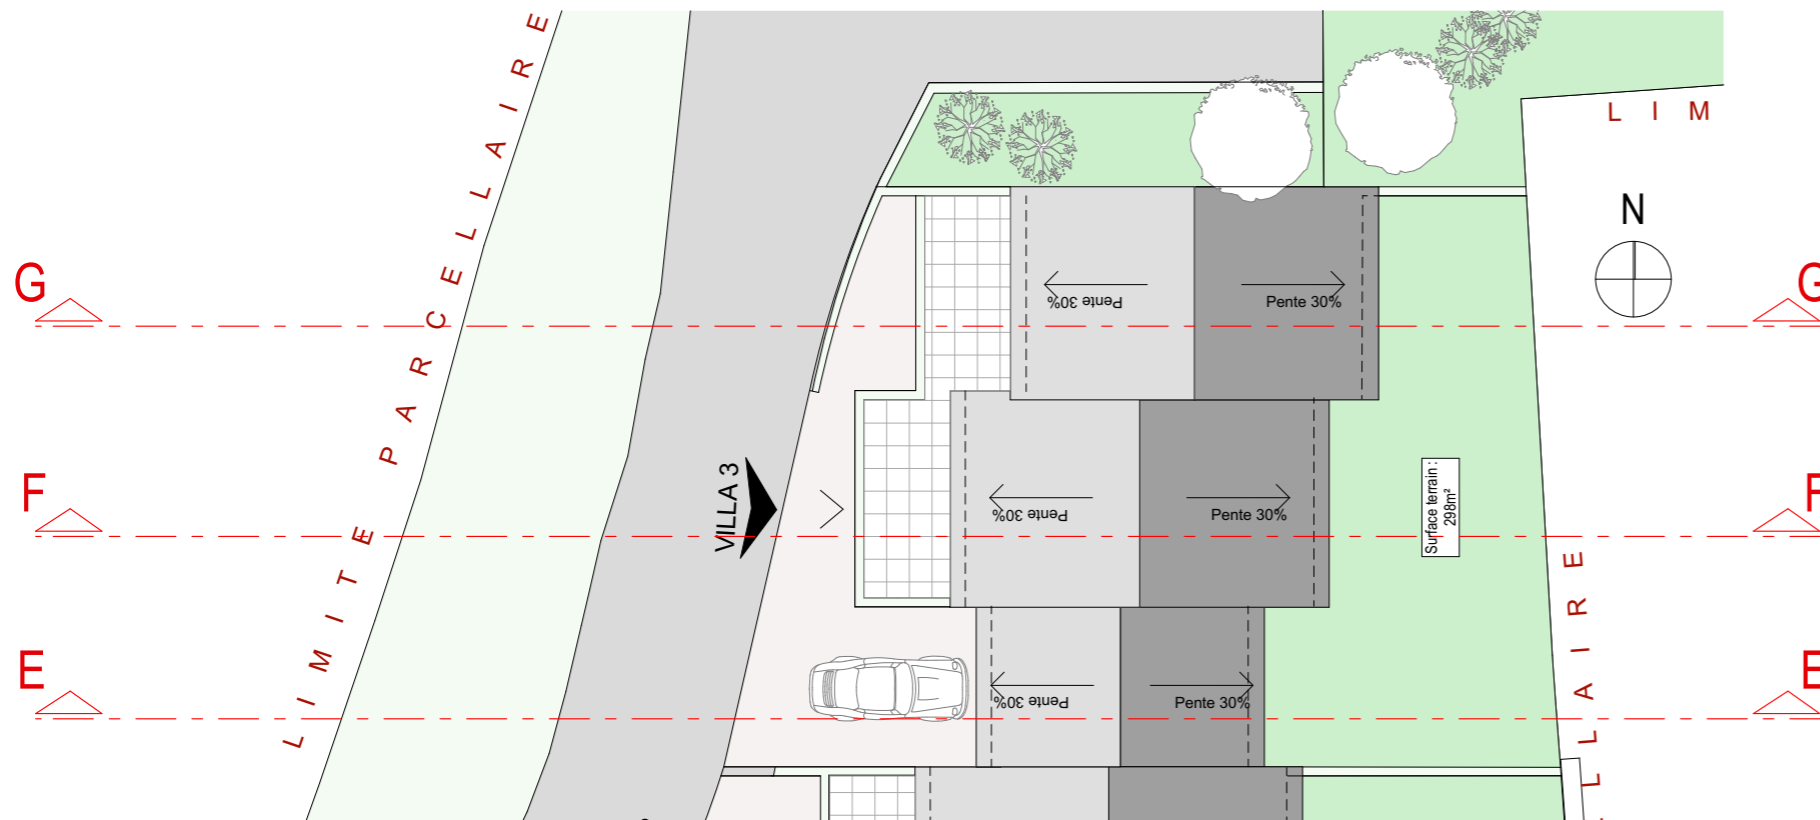 LIMITE PARCELLAIRE
LIM
N
G
G
Pente 30%
Pente 30%
F
F
VILLA 3
Pente 30%
Pente 30%
Surface terrain :
298m²
E
E
Pente 30%
Pente 30%
LLAIRE